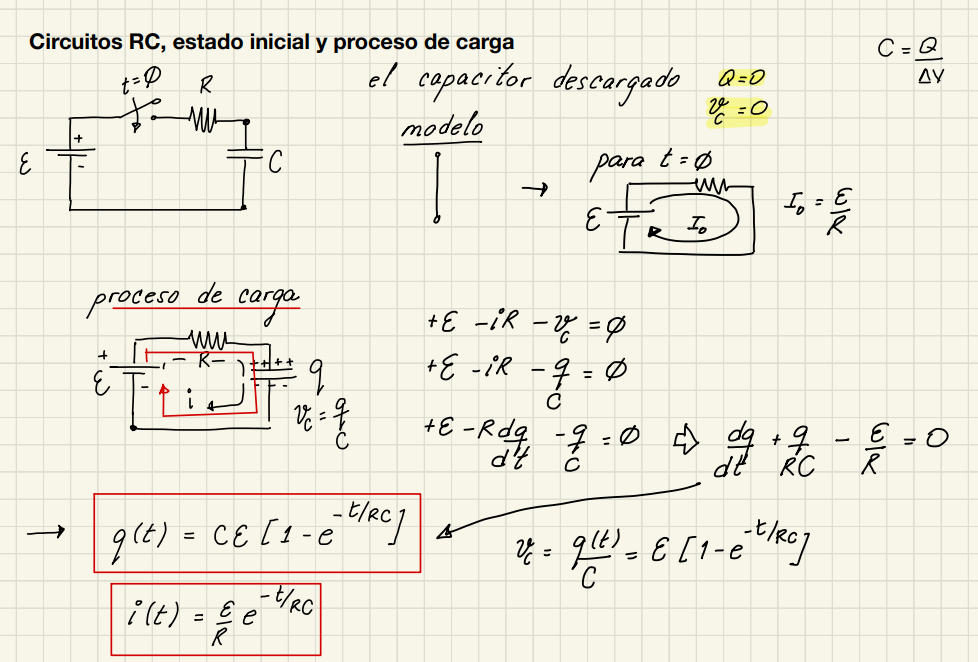 Circuitos RC, estado inicial y proceso de carga
C = Q/ΔV
t=Ø
R
+
-
ε
C
el capacitor descargado
Q=0
v_c = 0
modelo
para t = Ø
ε
I₀
I₀ = ε/R
proceso de carga
+
ε
-
R
i
++ ++
- - -
q
v_c = q/C
+ε - iR - v_c = Ø
+ε - iR - q/C = Ø
+ε - R dq/dt - q/C = Ø ⇨ dq/dt + q/RC - ε/R = 0
→ q(t) = Cε [1 - e^{-t/RC}]
v_c = q(t)/C = ε [1 - e^{-t/RC}]
i(t) = ε/R e^{-t/RC}